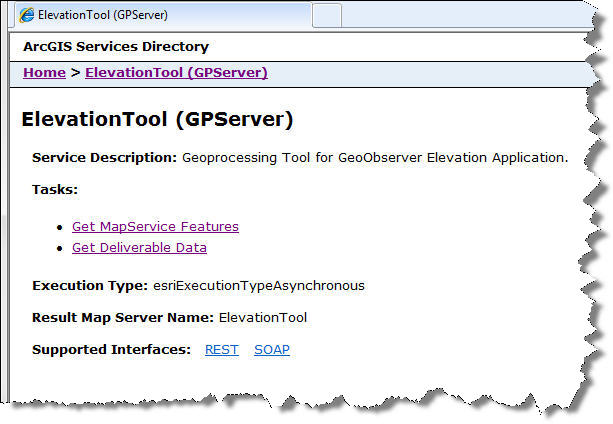 ElevationTool (GPServer)
ArcGIS Services Directory
Home > ElevationTool (GPServer)
ElevationTool (GPServer)
Service Description: Geoprocessing Tool for GeoObserver Elevation Application.
Tasks:
Get MapService Features
Get Deliverable Data
Execution Type: esriExecutionTypeAsynchronous
Result Map Server Name: ElevationTool
Supported Interfaces: REST SOAP